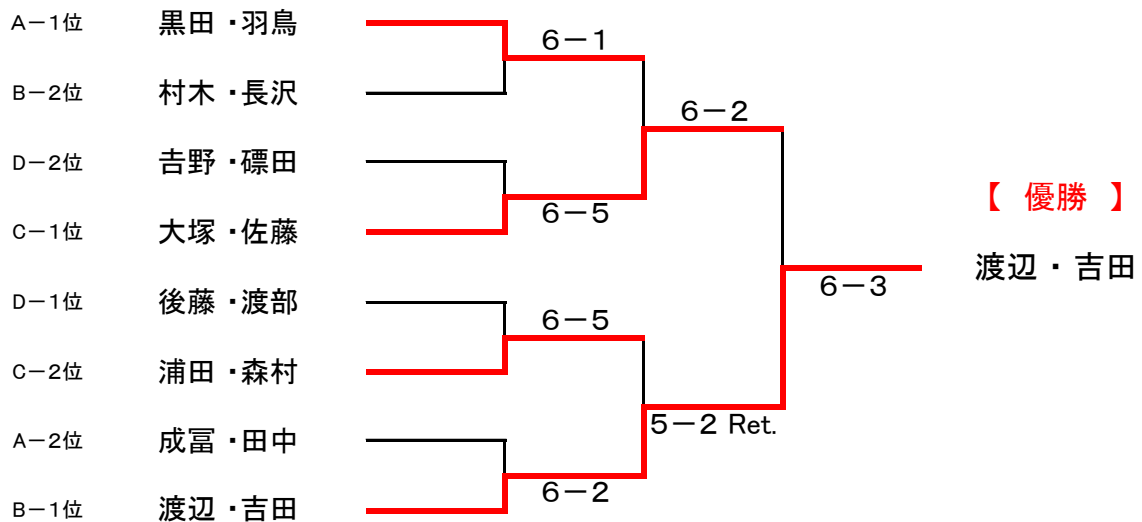 A－1位 黒田・羽鳥
6－1
B－2位 村木・長沢
6－2
D－2位 吉野・磦田
6－5
C－1位 大塚・佐藤
【 優勝 】
渡辺・吉田
6－3
D－1位 後藤・渡部
6－5
C－2位 浦田・森村
5－2 Ret.
A－2位 成冨・田中
6－2
B－1位 渡辺・吉田